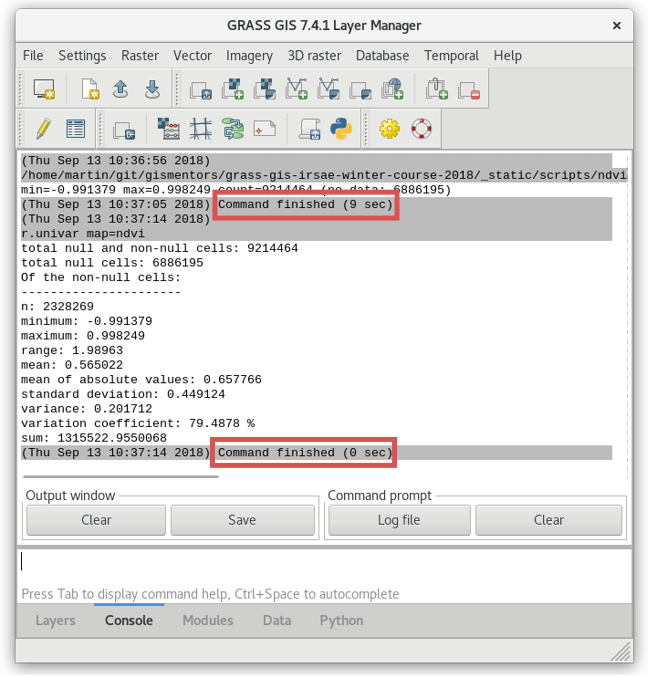 GRASS GIS 7.4.1 Layer Manager
File Settings Raster Vector Imagery 3D raster Database Temporal Help
(Thu Sep 13 10:36:56 2018)
/home/martin/git/gismentors/grass-gis-irsae-winter-course-2018/_static/scripts/ndvi
min=-0.991379 max=0.998249 count=9214464 (no-data: 6886195)
(Thu Sep 13 10:37:05 2018) Command finished (9 sec)
(Thu Sep 13 10:37:14 2018)
r.univar map=ndvi
total null and non-null cells: 9214464
total null cells: 6886195
Of the non-null cells:
----------------------
n: 2328269
minimum: -0.991379
maximum: 0.998249
range: 1.98963
mean: 0.565022
mean of absolute values: 0.657766
standard deviation: 0.449124
variance: 0.201712
variation coefficient: 79.4878 %
sum: 1315522.9550068
(Thu Sep 13 10:37:14 2018) Command finished (0 sec)
Output window Command prompt
Clear Save Log file Clear
Press Tab to display command help, Ctrl+Space to autocomplete
Layers Console Modules Data Python